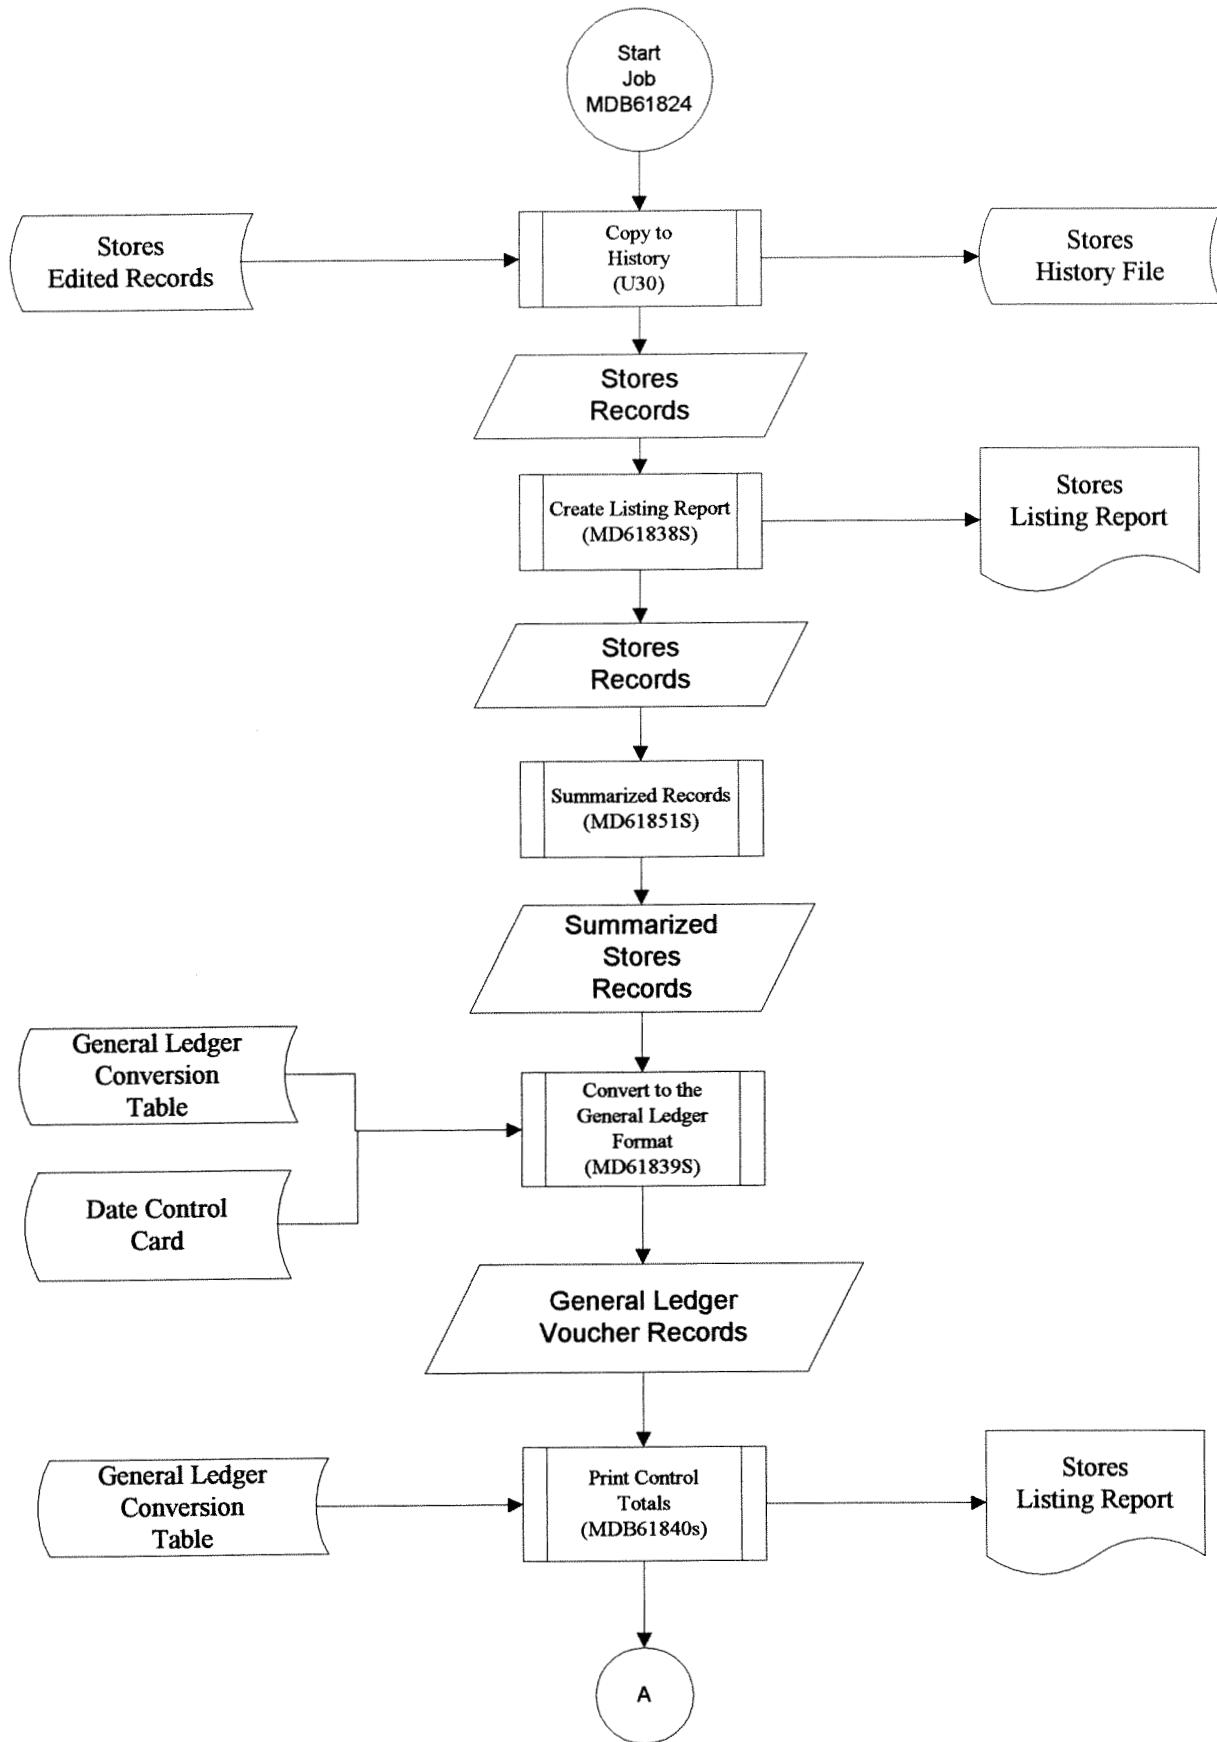 Start
Job
MDB61824
Stores
Edited Records
Copy to
History
(U30)
Stores
History File
Stores
Records
Create Listing Report
(MD61838S)
Stores
Listing Report
Stores
Records
Summarized Records
(MD61851S)
Summarized
Stores
Records
General Ledger
Conversion
Table
Convert to the
General Ledger
Format
(MD61839S)
Date Control
Card
General Ledger
Voucher Records
General Ledger
Conversion
Table
Print Control
Totals
(MDB61840s)
Stores
Listing Report
A